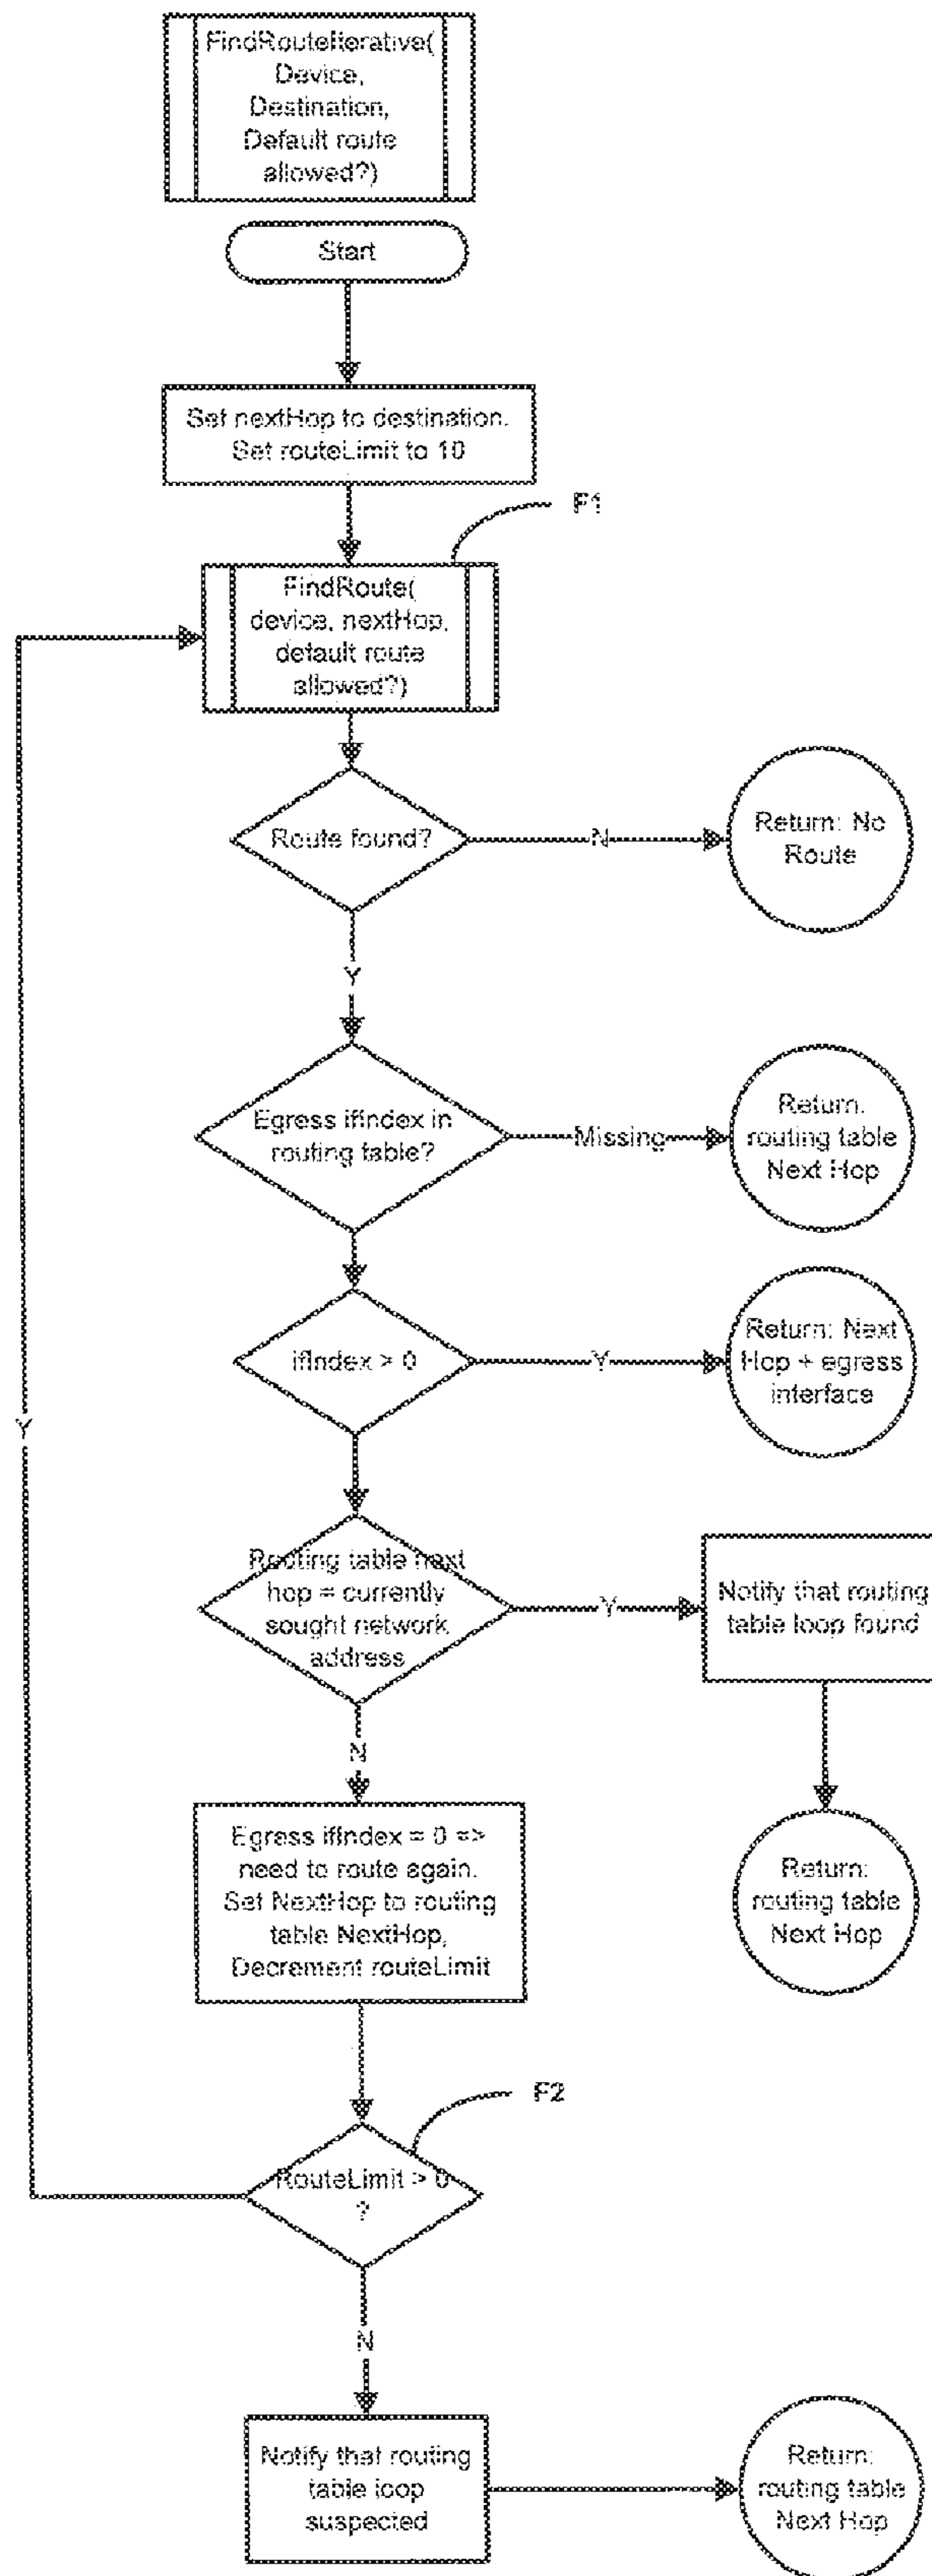 FindRouteIterative(
Device,
Destination,
Default route
allowed?)
Start
Set nextHop to destination.
Set routeLimit to 10
F1
FindRoute(
device, nextHop,
default route
allowed?)
Route found?
N
Return: No
Route
Y
Egress ifIndex in
routing table?
Missing
Return:
routing table
Next Hop
ifIndex > 0
Y
Return: Next
Hop + egress
interface
Y
Routing table next
hop = currently
sought network
address
Y
Notify that routing
table loop found
N
Egress ifIndex = 0 =>
need to route again.
Set NextHop to routing
table NextHop,
Decrement routeLimit
Return:
routing table
Next Hop
F2
RouteLimit > 0
?
N
Notify that routing
table loop
suspected
Return:
routing table
Next Hop